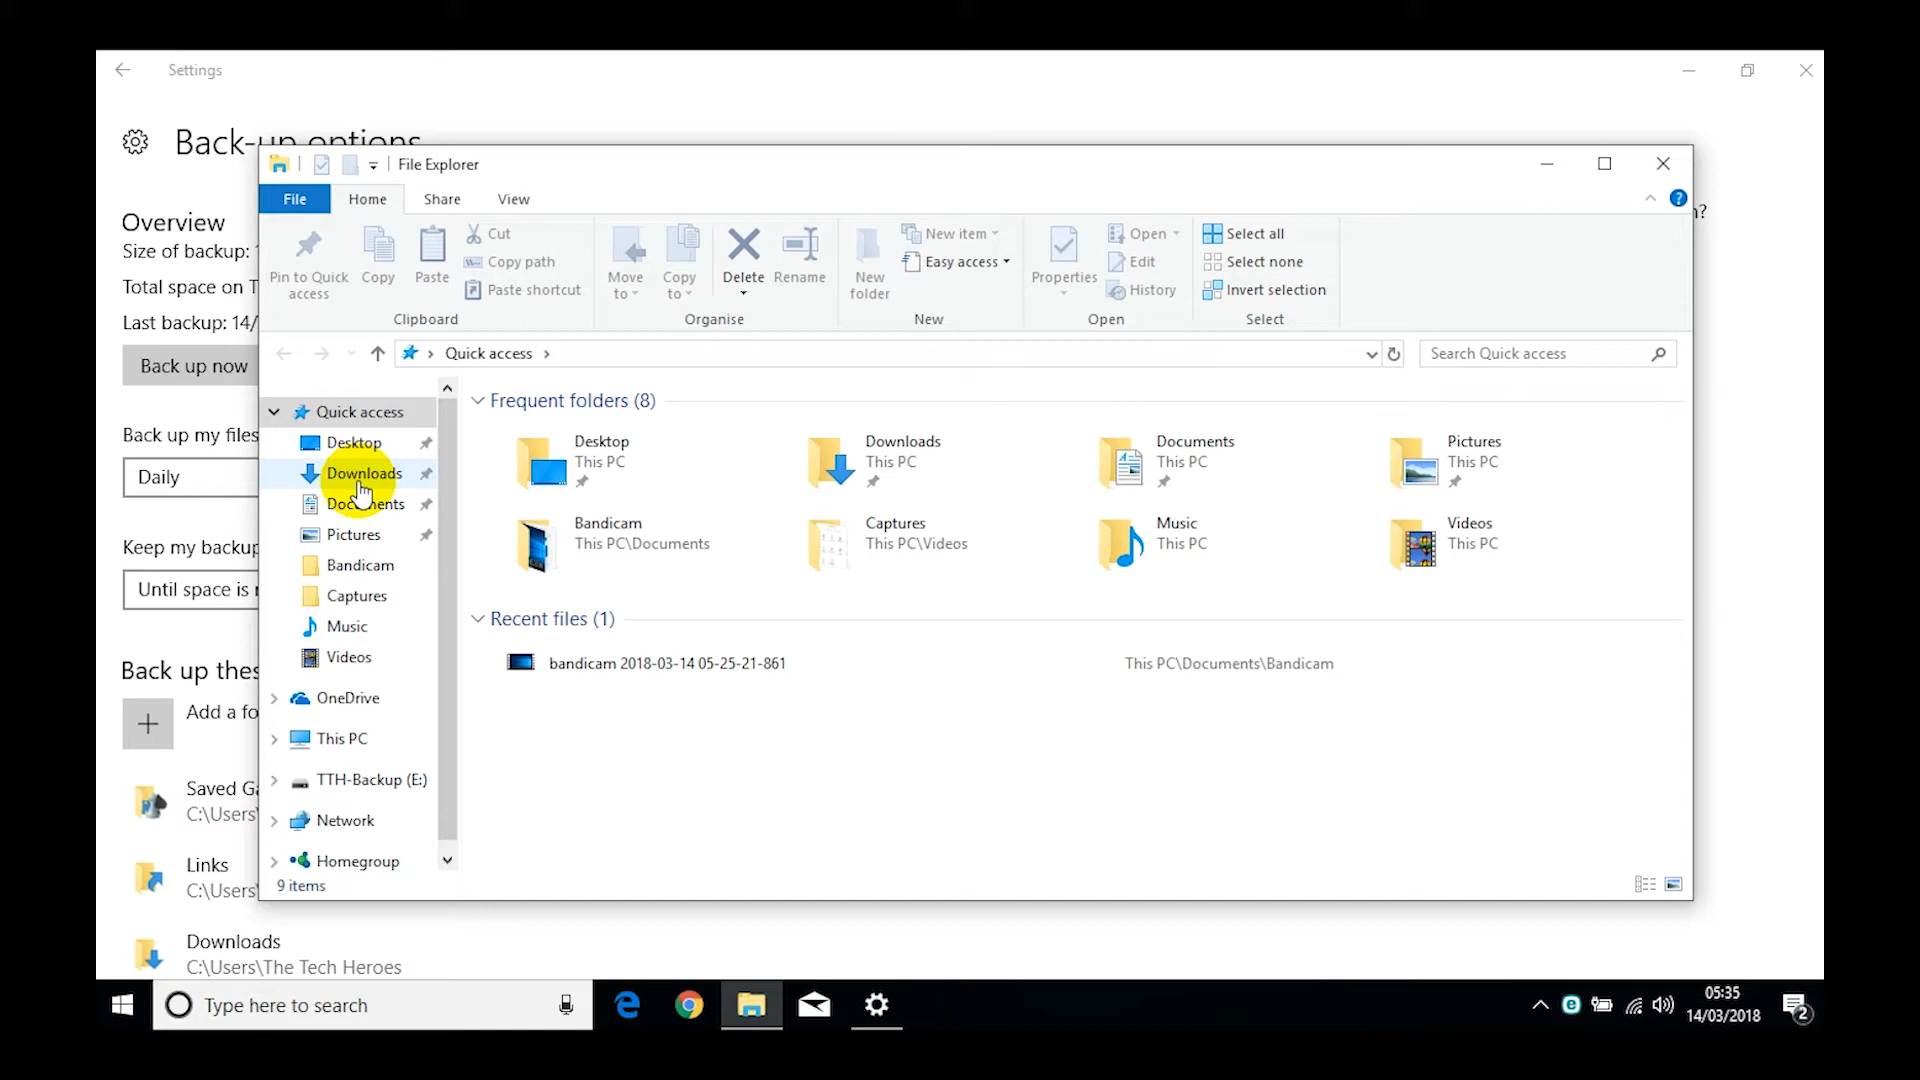 Settings
Back-up options
Overview
Size of backup:
Total space on T
Last backup: 14/
Back up now
Back up my files
Daily
Keep my backup
Until space is
Back up thes
Add a fo
Saved Ga
C:\Users\
Links
C:\Users\
Downloads
C:\Users\The Tech Heroes
File Explorer
File Home Share View
Pin to Quick access
Copy
Paste
Cut
Copy path
Paste shortcut
Clipboard
Move to
Copy to
Delete
Rename
Organise
New folder
New item
Easy access
New
Properties
Open
Edit
History
Open
Select all
Select none
Invert selection
Select
Quick access
Search Quick access
Quick access
Desktop
Downloads
Documents
Pictures
Bandicam
Captures
Music
Videos
OneDrive
This PC
TTH-Backup (E:)
Network
Homegroup
9 items
Frequent folders (8)
Desktop
This PC
Downloads
This PC
Documents
This PC
Pictures
This PC
Bandicam
This PC\Documents
Captures
This PC\Videos
Music
This PC
Videos
This PC
Recent files (1)
bandicam 2018-03-14 05-25-21-861 This PC\Documents\Bandicam
Type here to search
05:35
14/03/2018
2